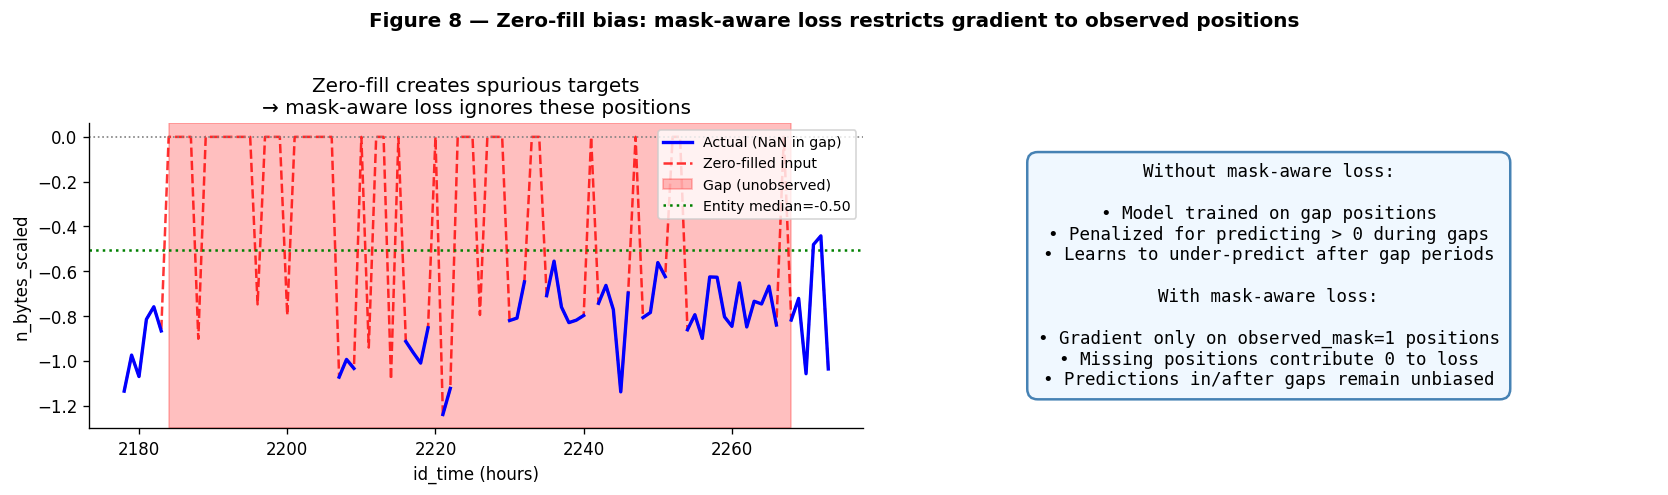 Figure 8 — Zero-fill bias: mask-aware loss restricts gradient to observed positions
Zero-fill creates spurious targets
→ mask-aware loss ignores these positions
n_bytes_scaled
0.0
−0.2
−0.4
−0.6
−0.8
−1.0
−1.2
Actual (NaN in gap)
Zero-filled input
Gap (unobserved)
Entity median=-0.50
2180
2200
2220
2240
2260
id_time (hours)
Without mask-aware loss:
• Model trained on gap positions
• Penalized for predicting > 0 during gaps
• Learns to under-predict after gap periods
With mask-aware loss:
• Gradient only on observed_mask=1 positions
• Missing positions contribute 0 to loss
• Predictions in/after gaps remain unbiased